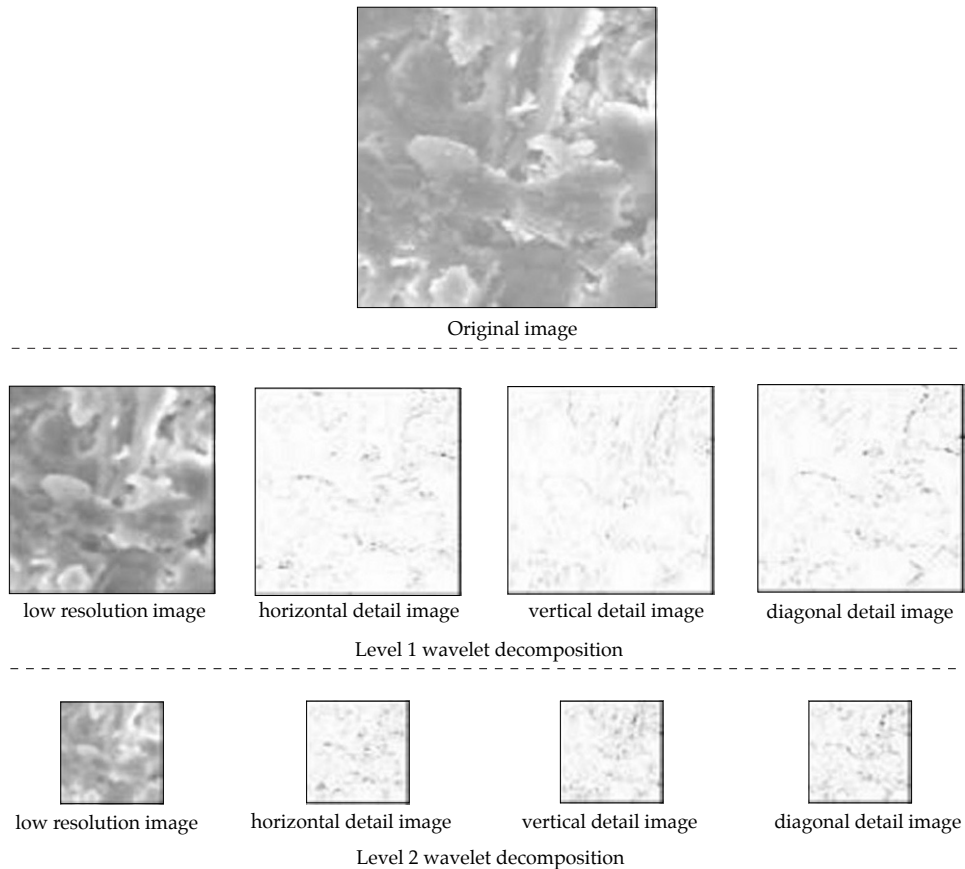 Original image
low resolution image
horizontal detail image
vertical detail image
diagonal detail image
Level 1 wavelet decomposition
low resolution image
horizontal detail image
vertical detail image
diagonal detail image
Level 2 wavelet decomposition